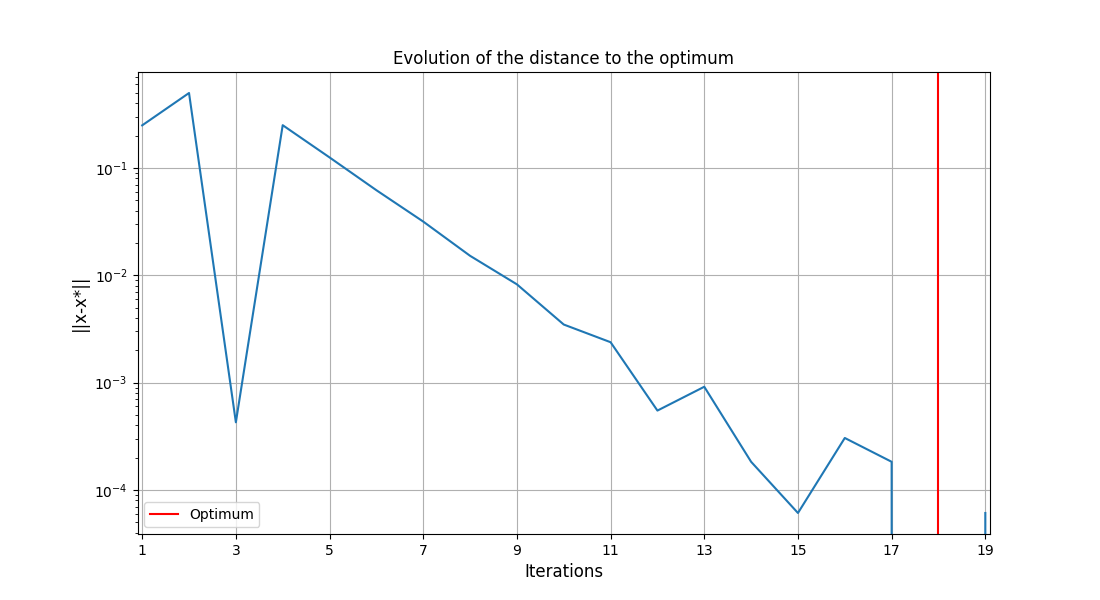 Evolution of the distance to the optimum
||x-x*||
10⁻¹
10⁻²
10⁻³
10⁻⁴
Optimum
1 3 5 7 9 11 13 15 17 19
Iterations